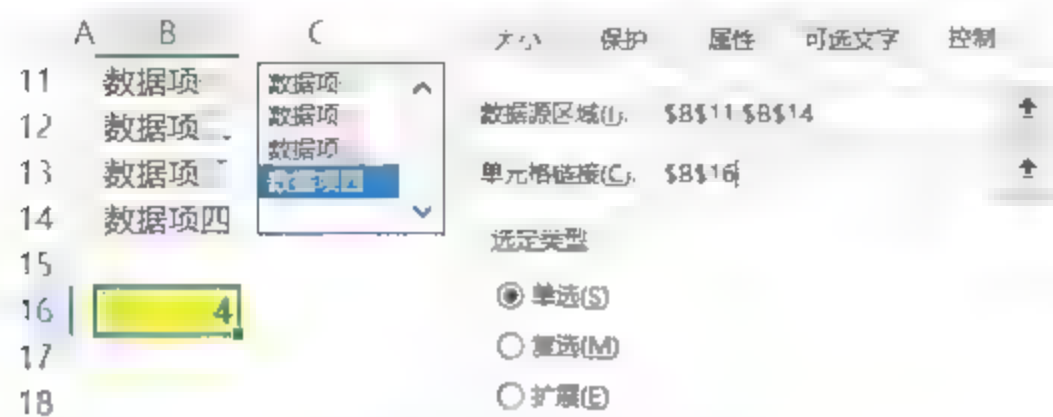 A B C
11 数据项
12 数据项
13 数据项
14 数据项四
15
16 4
17
18
数据项
数据项
数据项
数据项四
大小 保护 属性 可选文字 控制
数据源区域(I): $B$11:$B$14
单元格链接(C): $B$16
选定类型
单选(S)
复选(M)
扩展(E)